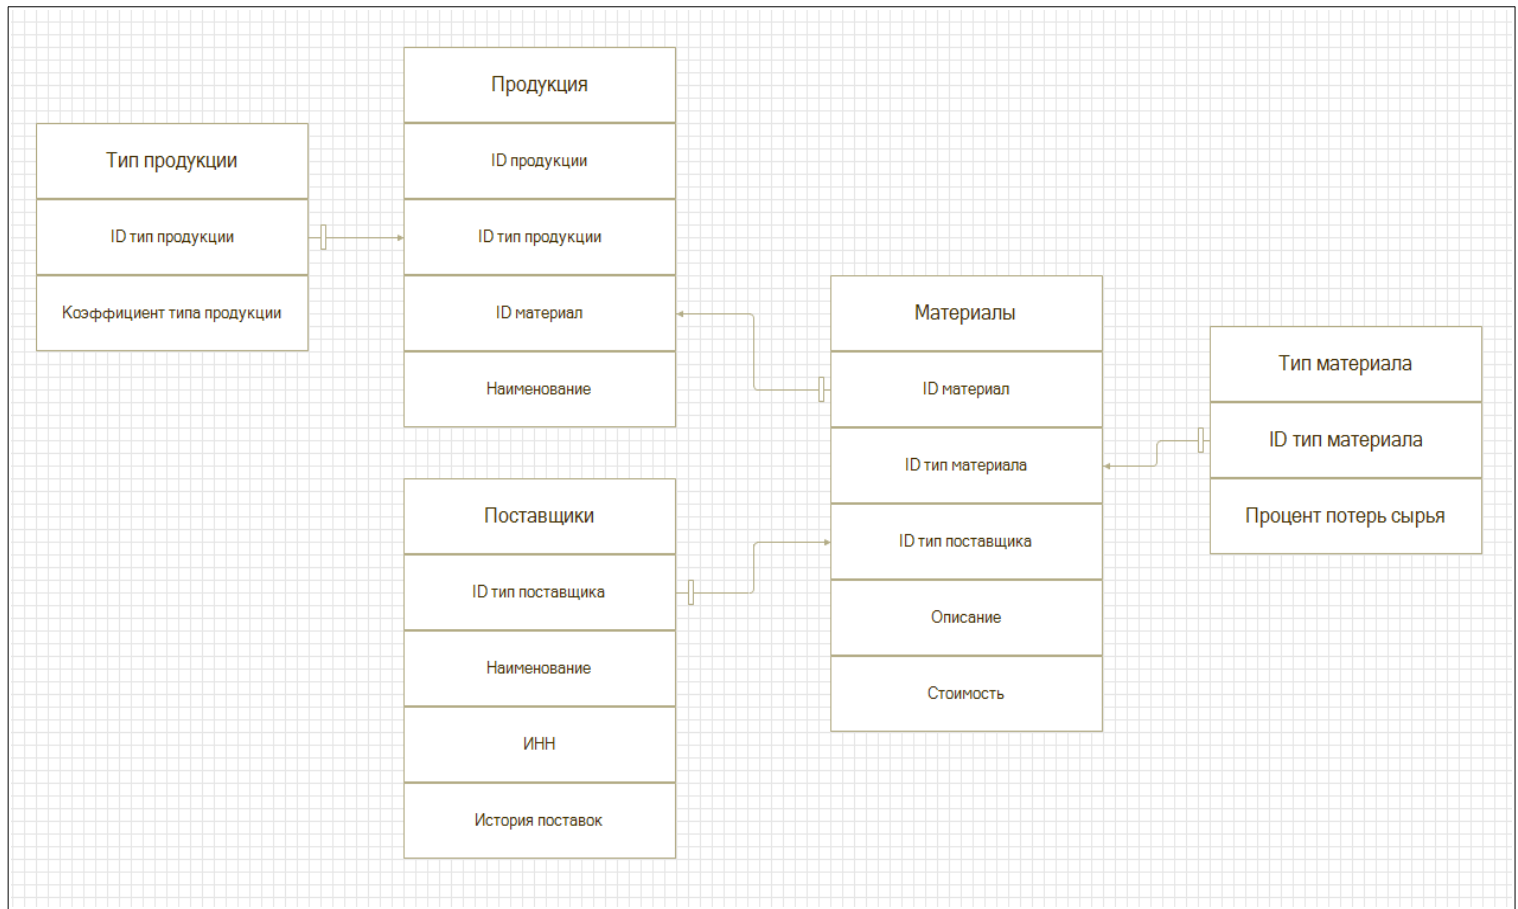 Тип продукции
ID тип продукции
Коэффициент типа продукции
Продукция
ID продукции
ID тип продукции
ID материал
Наименование
Поставщики
ID тип поставщика
Наименование
ИНН
История поставок
Материалы
ID материал
ID тип материала
ID тип поставщика
Описание
Стоимость
Тип материала
ID тип материала
Процент потерь сырья